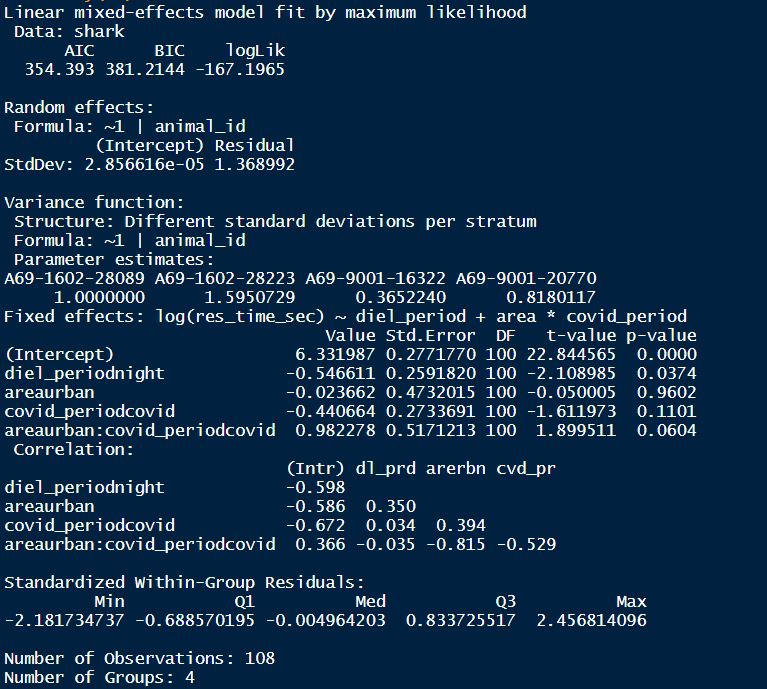 Linear mixed-effects model fit by maximum likelihood
 Data: shark
      AIC      BIC    logLik
  354.393 381.2144 -167.1965

Random effects:
 Formula: ~1 | animal_id
         (Intercept) Residual
StdDev: 2.856616e-05 1.368992

Variance function:
 Structure: Different standard deviations per stratum
 Formula: ~1 | animal_id
 Parameter estimates:
A69-1602-28089 A69-1602-28223 A69-9001-16322 A69-9001-20770
     1.0000000      1.5950729      0.3652240      0.8180117
Fixed effects: log(res_time_sec) ~ diel_period + area * covid_period
                               Value Std.Error  DF   t-value p-value
(Intercept)                 6.331987 0.2771770 100 22.844565  0.0000
diel_periodnight           -0.546611 0.2591820 100 -2.108985  0.0374
areaurban                  -0.023662 0.4732015 100 -0.050005  0.9602
covid_periodcovid          -0.440664 0.2733691 100 -1.611973  0.1101
areaurban:covid_periodcovid 0.982278 0.5171213 100  1.899511  0.0604
 Correlation:
                            (Intr) dl_prd arerbn cvd_pr
diel_periodnight            -0.598
areaurban                   -0.586  0.350
covid_periodcovid           -0.672  0.034  0.394
areaurban:covid_periodcovid  0.366 -0.035 -0.815 -0.529

Standardized Within-Group Residuals:
         Min           Q1          Med           Q3          Max
-2.181734737 -0.688570195 -0.004964203  0.833725517  2.456814096

Number of Observations: 108
Number of Groups: 4